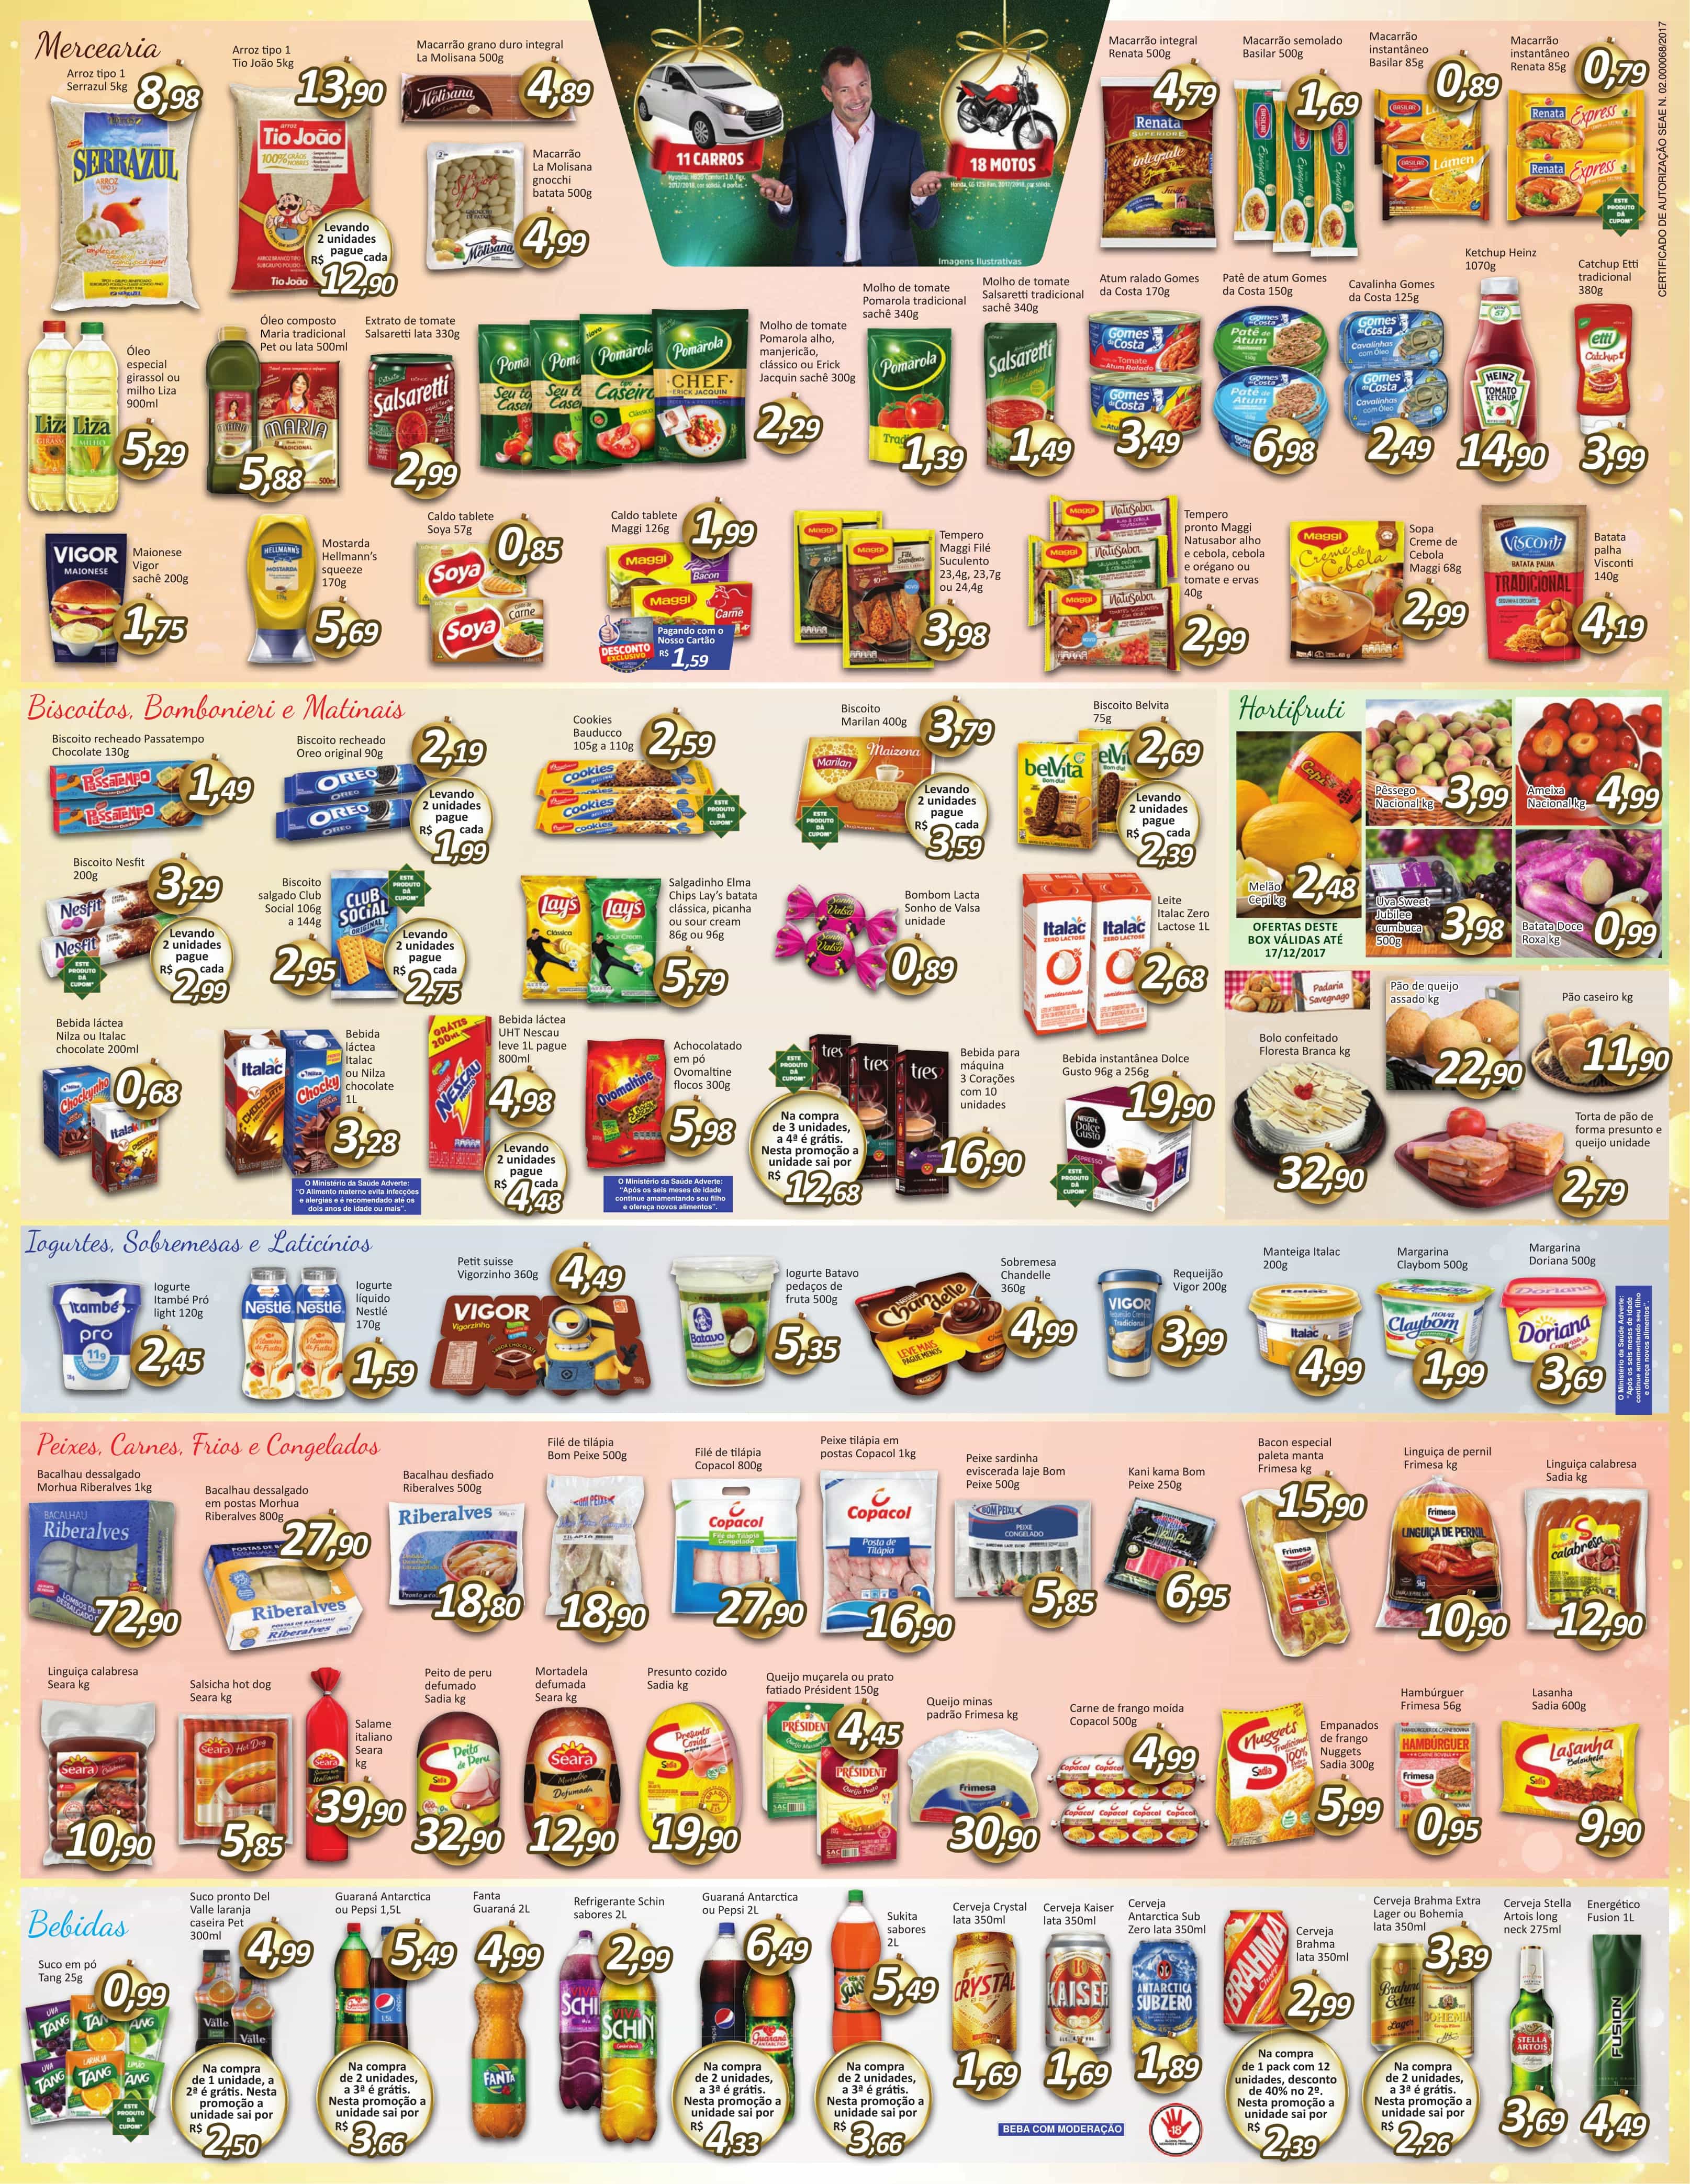 Mercearia
Arroz tipo 1
Serrazul 5kg
8,98
Arroz tipo 1
Tio João 5kg
13,90
Levando
2 unidades
pague
R$ cada
12,90
Macarrão grano duro integral
La Molisana 500g
4,89
Macarrão
La Molisana
gnocchi
batata 500g
4,99
11 CARROS
18 MOTOS
Imagens Ilustrativas
Macarrão integral
Renata 500g
4,79
Macarrão semolado
Basilar 500g
1,69
Macarrão
instantâneo
Basilar 85g
0,89
Macarrão
instantâneo
Renata 85g
0,79
ESTE
PRODUTO
DÁ
CUPOM*
CERTIFICADO DE AUTORIZAÇÃO SEAE N. 02.000068/2017
Óleo
especial
girassol ou
milho Liza
900ml
5,29
Óleo composto
Maria tradicional
Pet ou lata 500ml
5,88
Extrato de tomate
Salsaretti lata 330g
2,99
Molho de tomate
Pomarola alho,
manjericão,
clássico ou Erick
Jacquin sachê 300g
2,29
Molho de tomate
Pomarola tradicional
sachê 340g
1,39
Molho de tomate
Salsaretti tradicional
sachê 340g
1,49
Atum ralado Gomes
da Costa 170g
3,49
Patê de atum Gomes
da Costa 150g
6,98
Cavalinha Gomes
da Costa 125g
2,49
Ketchup Heinz
1070g
14,90
Catchup Etti
tradicional
380g
3,99
Maionese
Vigor
sachê 200g
1,75
Mostarda
Hellmann's
squeeze
170g
5,69
Caldo tablete
Soya 57g
0,85
Caldo tablete
Maggi 126g
1,99
DESCONTO
EXCLUSIVO
Pagando com o
Nosso Cartão
R$ 1,59
Tempero
Maggi Filé
Suculento
23,4g, 23,7g
ou 24,4g
3,98
Tempero
pronto Maggi
Natusabor alho
e cebola, cebola
e orégano ou
tomate e ervas
40g
2,99
Sopa
Creme de
Cebola
Maggi 68g
2,99
Batata
palha
Visconti
140g
4,19
Biscoitos, Bombonieri e Matinais
Biscoito recheado Passatempo
Chocolate 130g
1,49
Biscoito recheado
Oreo original 90g
2,19
Levando
2 unidades
pague
R$ cada
1,99
Cookies
Bauducco
105g a 110g
2,59
ESTE
PRODUTO
DÁ
CUPOM*
Biscoito
Marilan 400g
3,79
Levando
2 unidades
pague
R$ cada
3,59
ESTE
PRODUTO
DÁ
CUPOM*
Biscoito Belvita
75g
2,69
Levando
2 unidades
pague
R$ cada
2,39
Biscoito Nesfit
200g
3,29
Levando
2 unidades
pague
R$ cada
2,99
ESTE
PRODUTO
DÁ
CUPOM*
Biscoito
salgado Club
Social 106g
a 144g
2,95
ESTE
PRODUTO
DÁ
CUPOM*
Levando
2 unidades
pague
R$ cada
2,75
Salgadinho Elma
Chips Lay's batata
clássica, picanha
ou sour cream
86g ou 96g
5,79
Bombom Lacta
Sonho de Valsa
unidade
0,89
Leite
Italac Zero
Lactose 1L
2,68
Bebida láctea
Nilza ou Italac
chocolate 200ml
0,68
Bebida
láctea
Italac
ou Nilza
chocolate
1L
3,28
O Ministério da Saúde Adverte:
"O Alimento materno evita infecções
e alergias e é recomendado até os
dois anos de idade ou mais".
Bebida láctea
UHT Nescau
leve 1L pague
800ml
4,98
Levando
2 unidades
pague
R$ cada
4,48
Achocolatado
em pó
Ovomaltine
flocos 300g
5,98
O Ministério da Saúde Adverte:
"Após os seis meses de idade
continue amamentando seu filho
e ofereça novos alimentos".
ESTE
PRODUTO
DÁ
CUPOM*
Na compra
de 3 unidades,
a 4ª é grátis.
Nesta promoção a
unidade sai por
R$
12,68
Bebida para
máquina
3 Corações
com 10
unidades
16,90
Bebida instantânea Dolce
Gusto 96g a 256g
19,90
ESTE
PRODUTO
DÁ
CUPOM*
Hortifruti
Melão
Cepi kg
2,48
Pêssego
Nacional kg
3,99
Ameixa
Nacional kg
4,99
Uva Sweet
Jubilee
cumbuca
500g
3,98
Batata Doce
Roxa kg
0,99
OFERTAS DESTE
BOX VÁLIDAS ATÉ
17/12/2017
Padaria
Savegnago
Bolo confeitado
Floresta Branca kg
32,90
Pão de queijo
assado kg
22,90
Pão caseiro kg
11,90
Torta de pão de
forma presunto e
queijo unidade
2,79
Iogurtes, Sobremesas e Laticínios
Iogurte
Itambé Pró
light 120g
2,45
Iogurte
líquido
Nestlé
170g
1,59
Petit suisse
Vigorzinho 360g
4,49
Iogurte Batavo
pedaços de
fruta 500g
5,35
Sobremesa
Chandelle
360g
4,99
Requeijão
Vigor 200g
3,99
Manteiga Italac
200g
4,99
Margarina
Claybom 500g
1,99
Margarina
Doriana 500g
3,69
O Ministério da Saúde Adverte:
"Após os seis meses de idade
continue amamentando seu filho
e ofereça novos alimentos".
Peixes, Carnes, Frios e Congelados
Bacalhau dessalgado
Morhua Riberalves 1kg
72,90
Bacalhau dessalgado
em postas Morhua
Riberalves 800g
27,90
Bacalhau desfiado
Riberalves 500g
18,80
Filé de tilápia
Bom Peixe 500g
18,90
Filé de tilápia
Copacol 800g
27,90
Peixe tilápia em
postas Copacol 1kg
16,90
Peixe sardinha
eviscerada laje Bom
Peixe 500g
5,85
Kani kama Bom
Peixe 250g
6,95
Bacon especial
paleta manta
Frimesa kg
15,90
Linguiça de pernil
Frimesa kg
10,90
Linguiça calabresa
Sadia kg
12,90
Linguiça calabresa
Seara kg
10,90
Salsicha hot dog
Seara kg
5,85
Salame
italiano
Seara
kg
39,90
Peito de peru
defumado
Sadia kg
32,90
Mortadela
defumada
Seara kg
12,90
Presunto cozido
Sadia kg
19,90
Queijo muçarela ou prato
fatiado Président 150g
4,45
Queijo minas
padrão Frimesa kg
30,90
Carne de frango moída
Copacol 500g
4,99
Empanados
de frango
Nuggets
Sadia 300g
5,99
Hambúrguer
Frimesa 56g
0,95
Lasanha
Sadia 600g
9,90
Bebidas
Suco em pó
Tang 25g
0,99
ESTE
PRODUTO
DÁ
CUPOM*
Suco pronto Del
Valle laranja
caseira Pet
300ml
4,99
Na compra
de 1 unidade, a
2ª é grátis. Nesta
promoção a
unidade sai por
R$
2,50
Guaraná Antarctica
ou Pepsi 1,5L
5,49
Na compra
de 2 unidades,
a 3ª é grátis.
Nesta promoção a
unidade sai por
R$
3,66
Fanta
Guaraná 2L
4,99
Refrigerante Schin
sabores 2L
2,99
Guaraná Antarctica
ou Pepsi 2L
6,49
Na compra
de 2 unidades,
a 3ª é grátis.
Nesta promoção a
unidade sai por
R$
4,33
Sukita
sabores
2L
5,49
Na compra
de 2 unidades,
a 3ª é grátis.
Nesta promoção a
unidade sai por
R$
3,66
Cerveja Crystal
lata 350ml
1,69
Cerveja Kaiser
lata 350ml
1,69
Cerveja
Antarctica Sub
Zero lata 350ml
1,89
BEBA COM MODERAÇÃO
-18
Cerveja
Brahma
lata 350ml
2,99
Na compra
de 1 pack com 12
unidades, desconto
de 40% no 2º.
Nesta promoção a
unidade sai por
R$
2,39
Cerveja Brahma Extra
Lager ou Bohemia
lata 350ml
3,39
Na compra
de 2 unidades,
a 3ª é grátis.
Nesta promoção a
unidade sai por
R$
2,26
Cerveja Stella
Artois long
neck 275ml
3,69
Energético
Fusion 1L
4,49